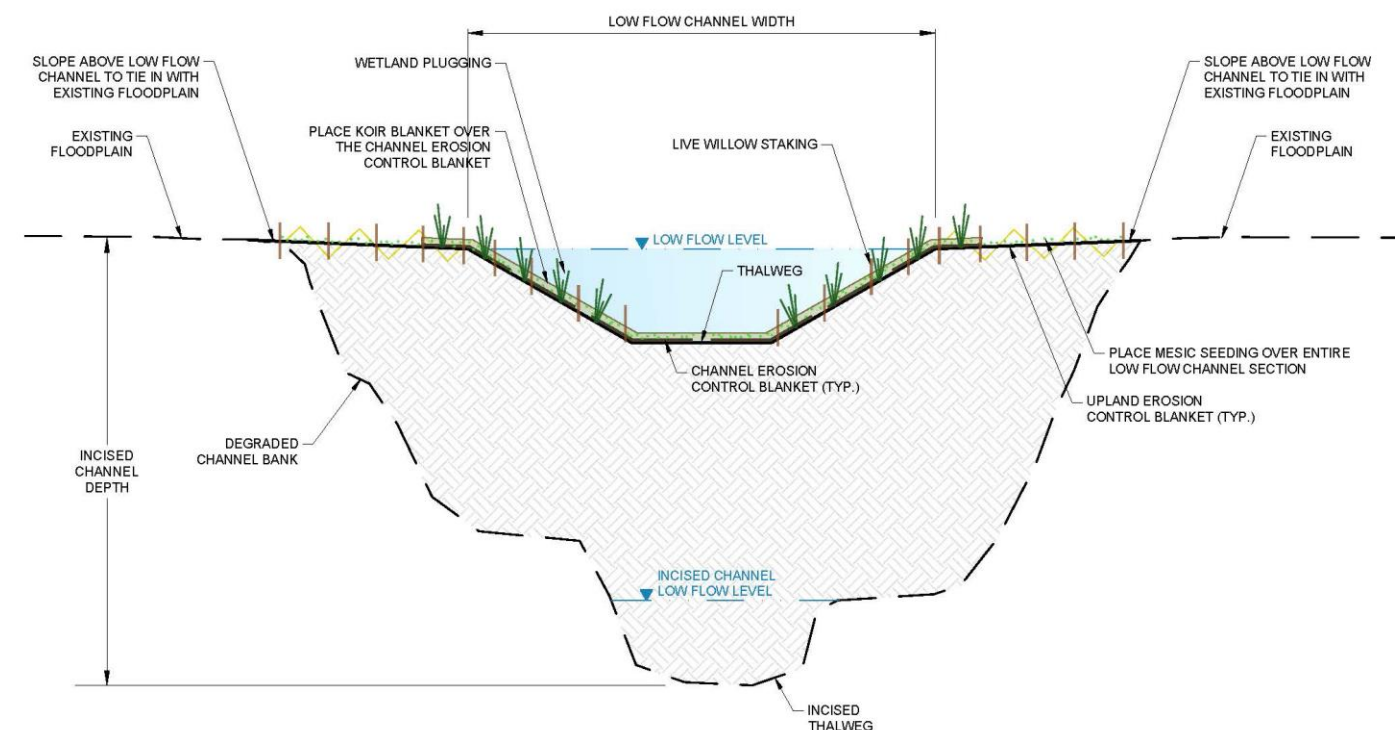 LOW FLOW CHANNEL WIDTH
SLOPE ABOVE LOW FLOW
CHANNEL TO TIE IN WITH
EXISTING FLOODPLAIN
WETLAND PLUGGING
SLOPE ABOVE LOW FLOW
CHANNEL TO TIE IN WITH
EXISTING FLOODPLAIN
EXISTING
FLOODPLAIN
PLACE KOIR BLANKET OVER
THE CHANNEL EROSION
CONTROL BLANKET
LIVE WILLOW STAKING
EXISTING
FLOODPLAIN
LOW FLOW LEVEL
THALWEG
CHANNEL EROSION
CONTROL BLANKET (TYP.)
PLACE MESIC SEEDING OVER ENTIRE
LOW FLOW CHANNEL SECTION
UPLAND EROSION
CONTROL BLANKET (TYP.)
DEGRADED
CHANNEL BANK
INCISED
CHANNEL
DEPTH
INCISED CHANNEL
LOW FLOW LEVEL
INCISED
THALWEG